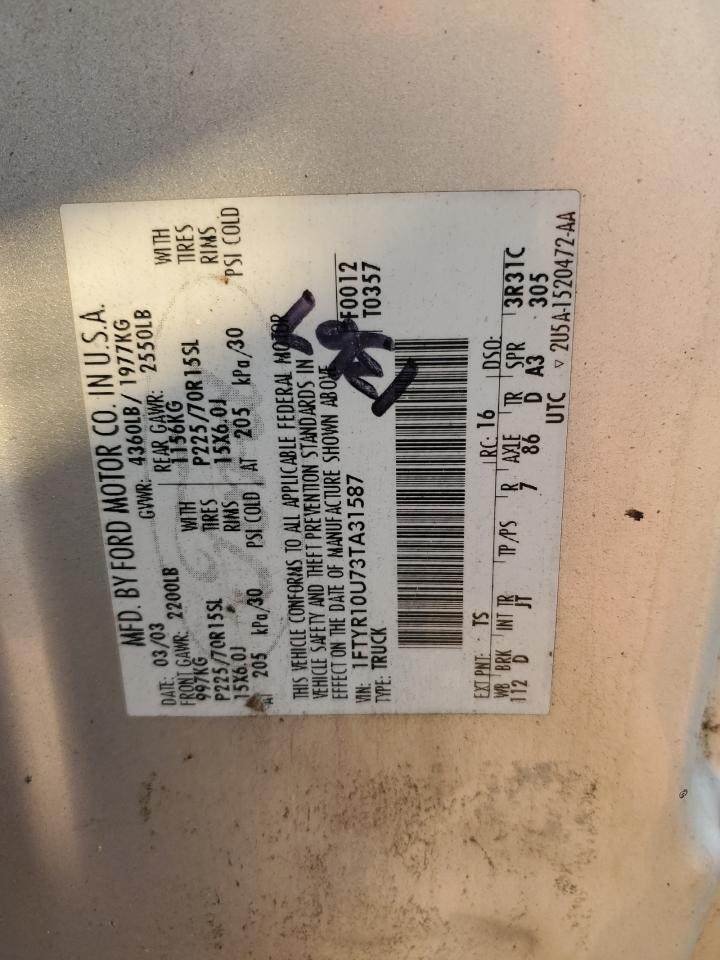 MFD. BY FORD MOTOR CO. IN U.S.A.
DATE: 03/03 GVWR: 4360LB/ 1977KG
FRONT GAWR: 2200LB REAR GAWR: 2550LB
997KG WITH 1156KG WITH
P225/70R15SL TIRES P225/70R15SL TIRES
15X6.0J RIMS 15X6.0J RIMS
AT 205 kPa/30 PSI COLD AT 205 kPa/30 PSI COLD
THIS VEHICLE CONFORMS TO ALL APPLICABLE FEDERAL MOTOR
VEHICLE SAFETY AND THEFT PREVENTION STANDARDS IN
EFFECT ON THE DATE OF MANUFACTURE SHOWN ABOVE
VIN: 1FTYR10U73TA31587 F0012
TYPE: TRUCK T0357
EXT PNT: TS RC: 16 DSO:
WB BRK INT TR TP/PS R AXLE TR SPR 3R31C
112 D JT 7 86 D A3 305
UTC ▽ 2U5A-1520472-AA